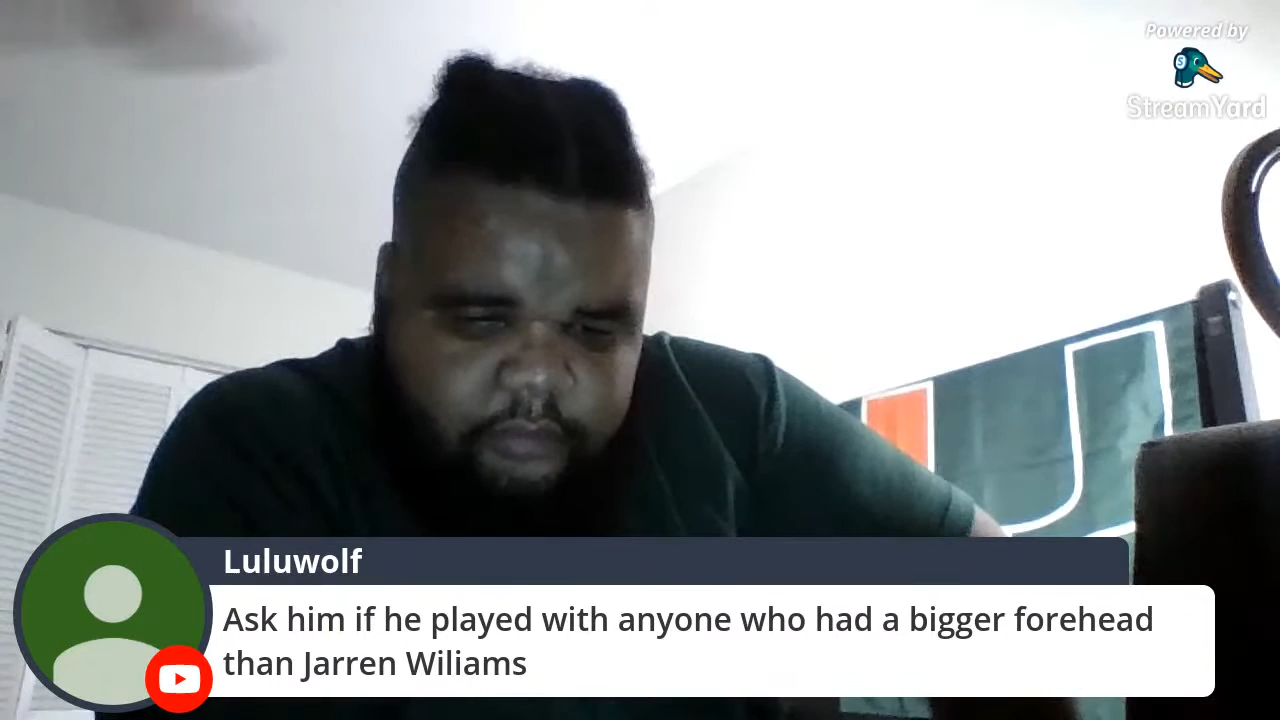 Powered by
StreamYard
Luluwolf
Ask him if he played with anyone who had a bigger forehead
than Jarren Wiliams